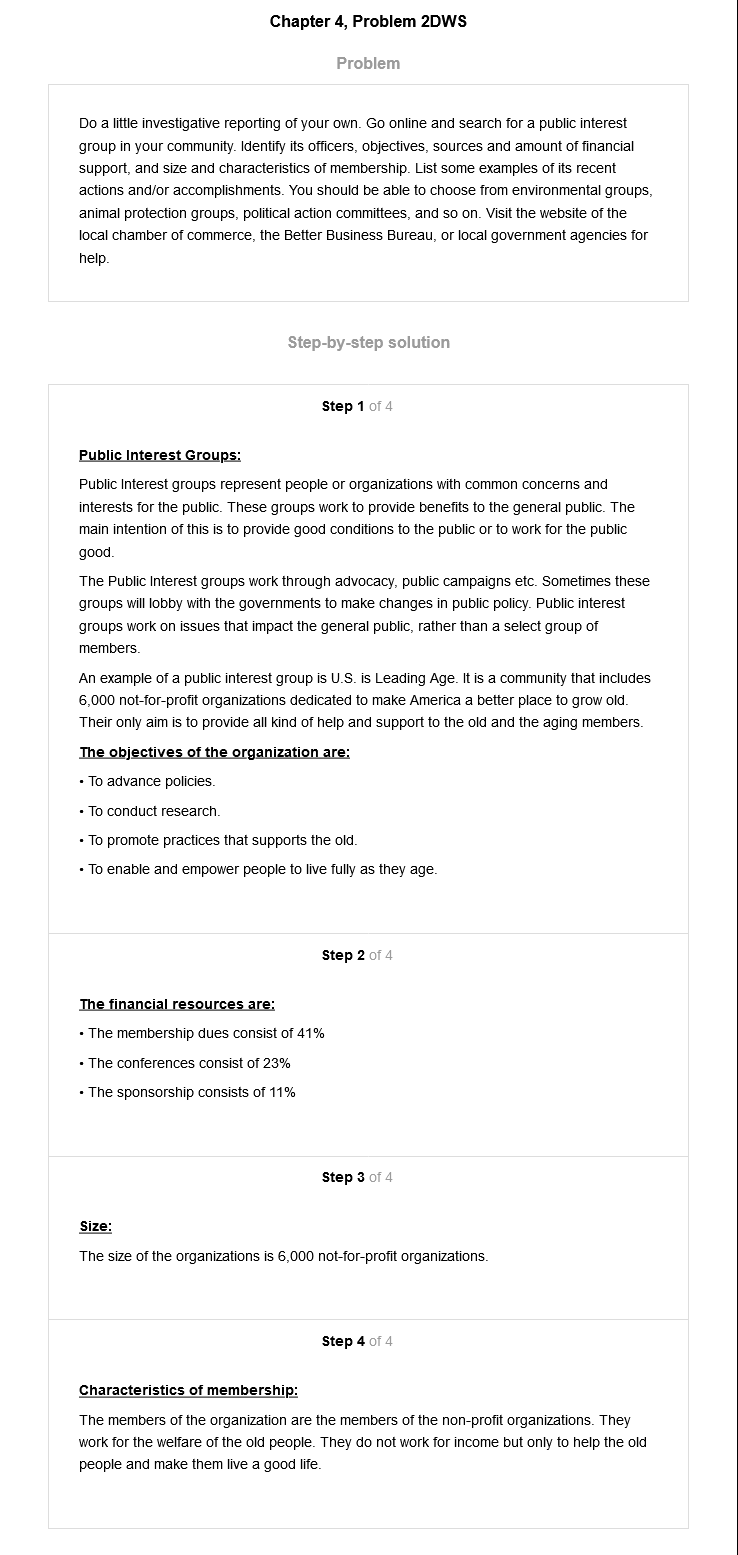 Chapter 4, Problem 2DWS
Problem
Do a little investigative reporting of your own. Go online and search for a public interest
group in your community. Identify its officers, objectives, sources and amount of financial
support, and size and characteristics of membership. List some examples of its recent
actions and/or accomplishments. You should be able to choose from environmental groups,
animal protection groups, political action committees, and so on. Visit the website of the
local chamber of commerce, the Better Business Bureau, or local government agencies for
help.
Step-by-step solution
Step 1 of 4
Public Interest Groups:
Public Interest groups represent people or organizations with common concerns and
interests for the public. These groups work to provide benefits to the general public. The
main intention of this is to provide good conditions to the public or to work for the public
good.
The Public Interest groups work through advocacy, public campaigns etc. Sometimes these
groups will lobby with the governments to make changes in public policy. Public interest
groups work on issues that impact the general public, rather than a select group of
members.
An example of a public interest group is U.S. is Leading Age. It is a community that includes
6,000 not-for-profit organizations dedicated to make America a better place to grow old.
Their only aim is to provide all kind of help and support to the old and the aging members.
The objectives of the organization are:
• To advance policies.
• To conduct research.
• To promote practices that supports the old.
• To enable and empower people to live fully as they age.
Step 2 of 4
The financial resources are:
• The membership dues consist of 41%
• The conferences consist of 23%
• The sponsorship consists of 11%
Step 3 of 4
Size:
The size of the organizations is 6,000 not-for-profit organizations.
Step 4 of 4
Characteristics of membership:
The members of the organization are the members of the non-profit organizations. They
work for the welfare of the old people. They do not work for income but only to help the old
people and make them live a good life.